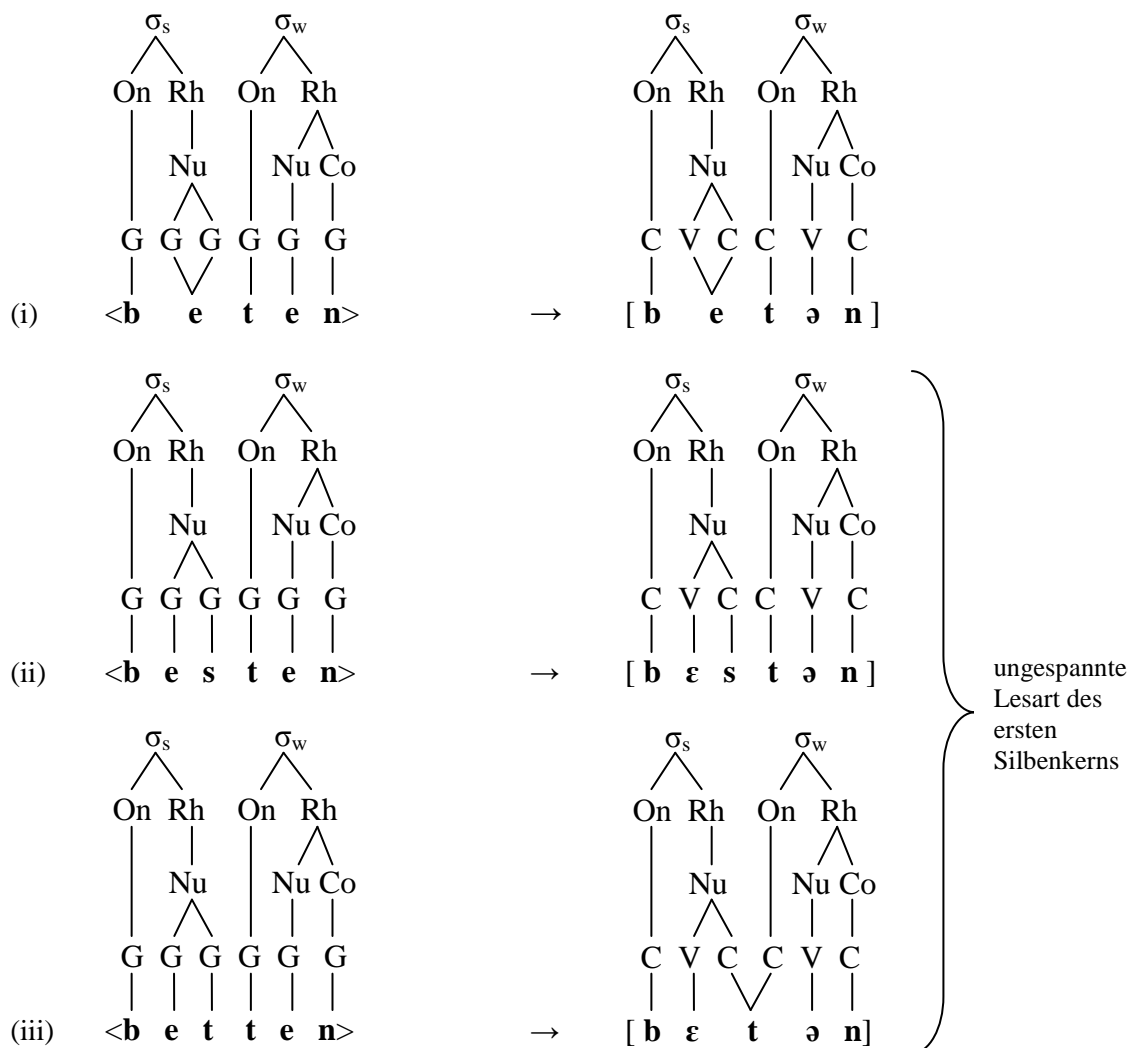 σs σw σs σw
On Rh On Rh On Rh On Rh
Nu Nu Co Nu Nu Co
G G G G G G C V C C V C
(i) <b e t e n> → [ b e t ə n ]
σs σw σs σw
On Rh On Rh On Rh On Rh
Nu Nu Co Nu Nu Co
G G G G G G C V C C V C
(ii) <b e s t e n> → [ b ɛ s t ə n ]
ungespannte
Lesart des
ersten
Silbenkerns
σs σw σs σw
On Rh On Rh On Rh On Rh
Nu Nu Co Nu Nu Co
G G G G G G C V C C V C
(iii) <b e t t e n> → [ b ɛ t ə n]